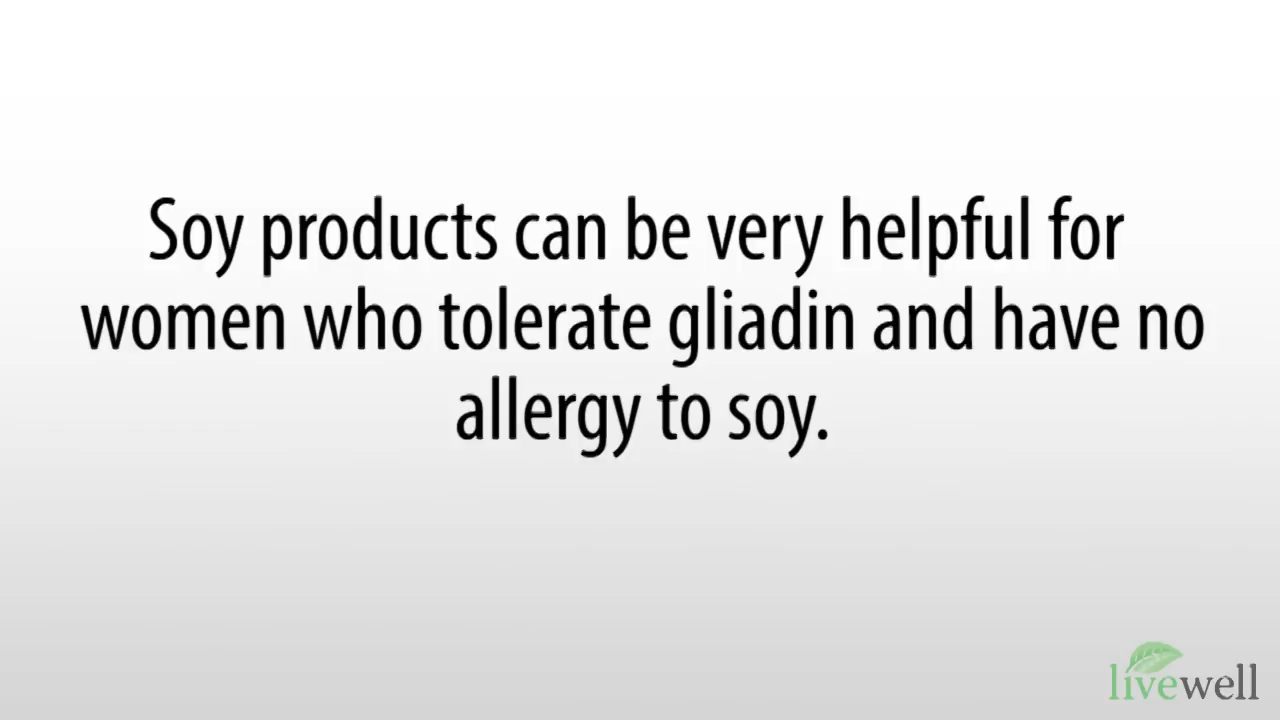 Soy products can be very helpful for
women who tolerate gliadin and have no
allergy to soy.
livewell